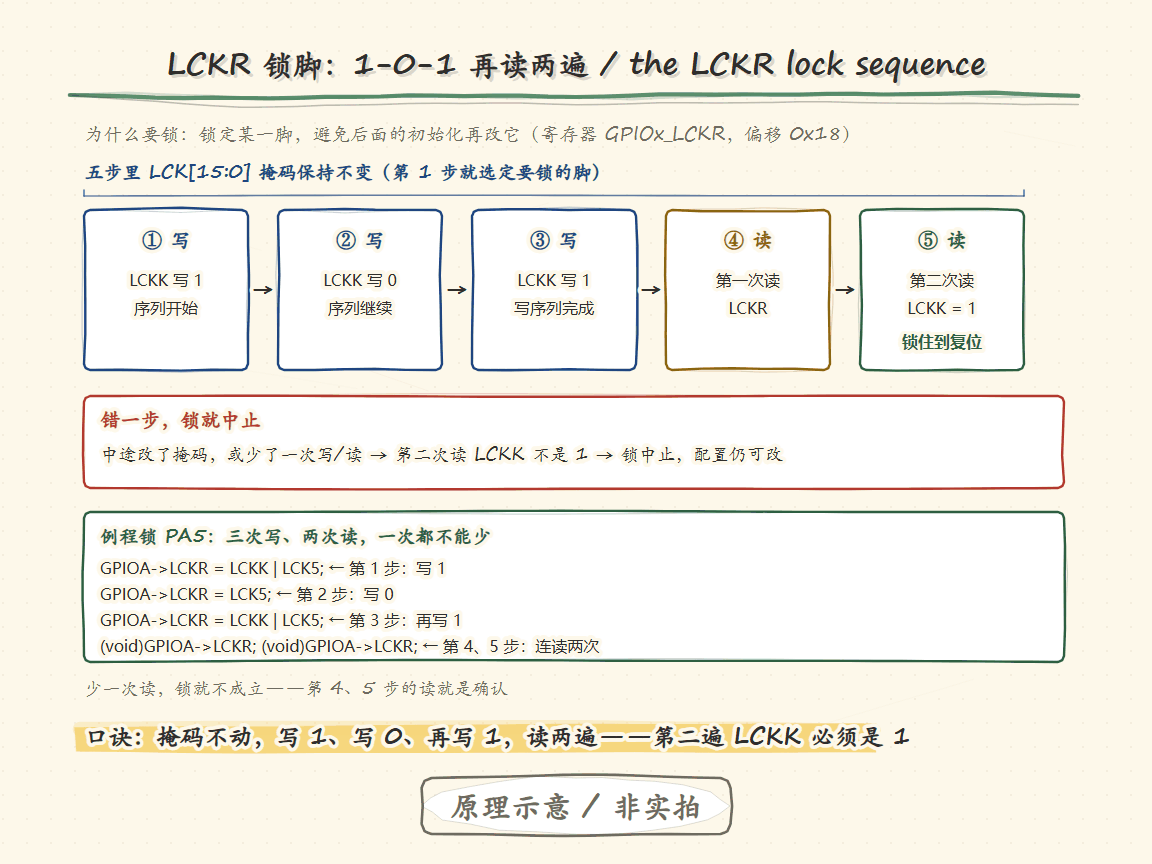 LCKR 锁脚：1-0-1 再读两遍 / the LCKR lock sequence
为什么要锁：锁定某一脚，避免后面的初始化再改它（寄存器 GPIOx_LCKR，偏移 0x18）
五步里 LCK[15:0] 掩码保持不变（第 1 步就选定要锁的脚）
① 写
LCKK 写 1
序列开始
→
② 写
LCKK 写 0
序列继续
→
③ 写
LCKK 写 1
写序列完成
→
④ 读
第一次读
LCKR
→
⑤ 读
第二次读
LCKK = 1
锁住到复位
错一步，锁就中止
中途改了掩码，或少了一次写/读 → 第二次读 LCKK 不是 1 → 锁中止，配置仍可改
例程锁 PA5：三次写、两次读，一次都不能少
GPIOA->LCKR = LCKK | LCK5; ← 第 1 步：写 1
GPIOA->LCKR = LCK5; ← 第 2 步：写 0
GPIOA->LCKR = LCKK | LCK5; ← 第 3 步：再写 1
(void)GPIOA->LCKR; (void)GPIOA->LCKR; ← 第 4、5 步：连读两次
少一次读，锁就不成立——第 4、5 步的读就是确认
口诀：掩码不动，写 1、写 0、再写 1，读两遍——第二遍 LCKK 必须是 1
原理示意 / 非实拍